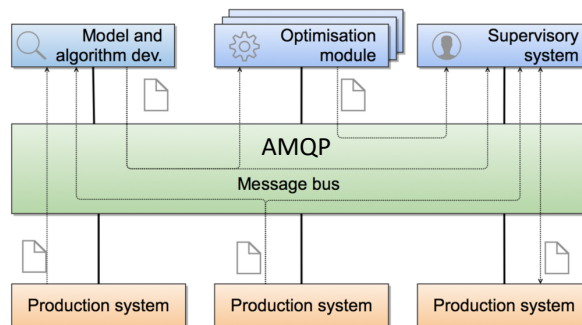 Model and
algorithm dev.
Optimisation
module
Supervisory
system
AMQP
Message bus
Production system
Production system
Production system